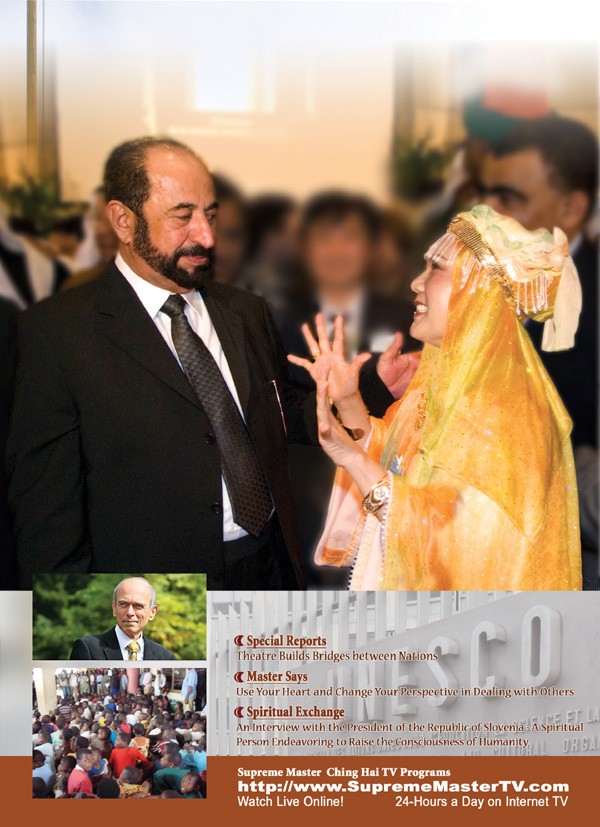 UNESCO
Special Reports
Theatre Builds Bridges between Nations
Master Says
Use Your Heart and Change Your Perspective in Dealing with Others
Spiritual Exchange
An Interview with the President of the Republic of Slovenia - A Spiritual
Person Endeavoring to Raise the Consciousness of Humanity
Supreme Master Ching Hai TV Programs
http://www.SupremeMasterTV.com
Watch Live Online! 24-Hours a Day on Internet TV